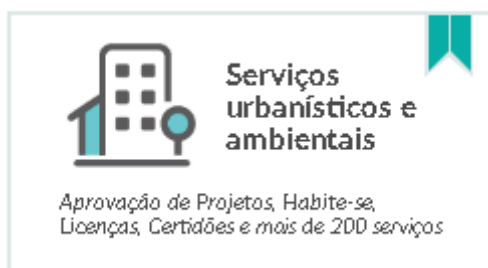 Serviços
urbanísticos e
ambientais
Aprovação de Projetos, Habite-se,
Licenças, Certidões e mais de 200 serviços